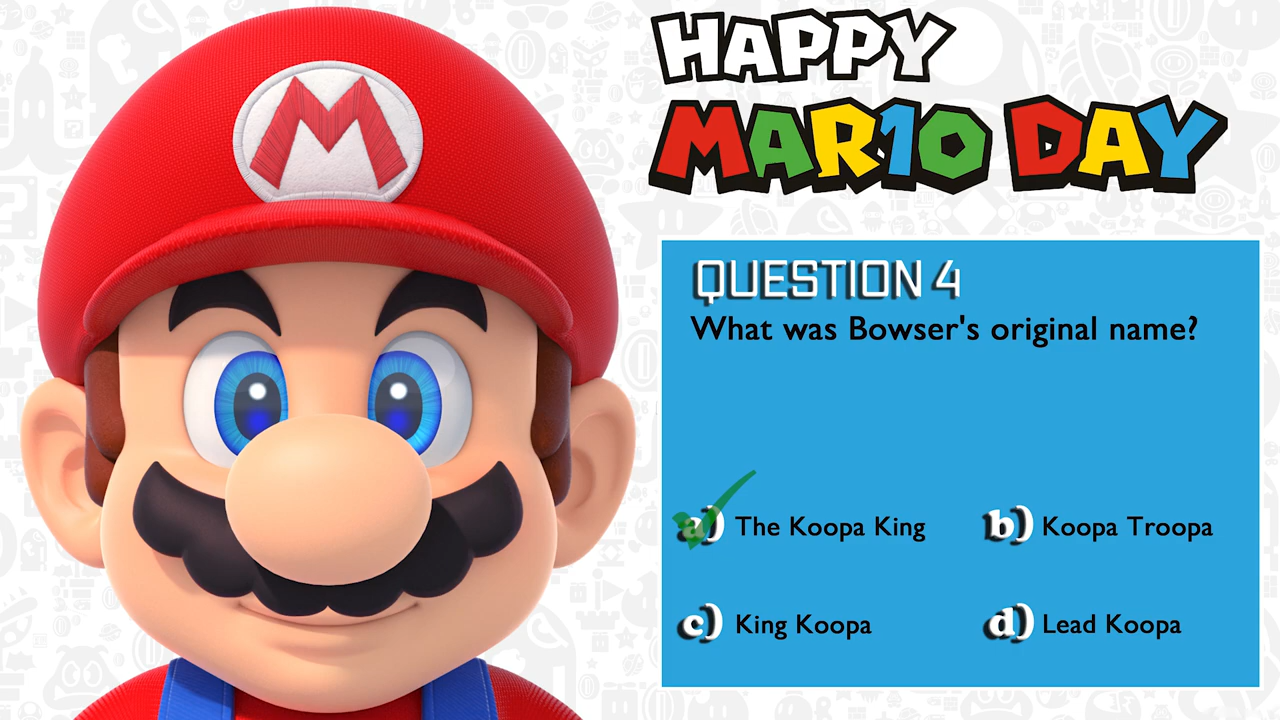 M
HAPPY
MAR10 DAY
QUESTION 4
What was Bowser's original name?
a) The Koopa King
b) Koopa Troopa
c) King Koopa
d) Lead Koopa